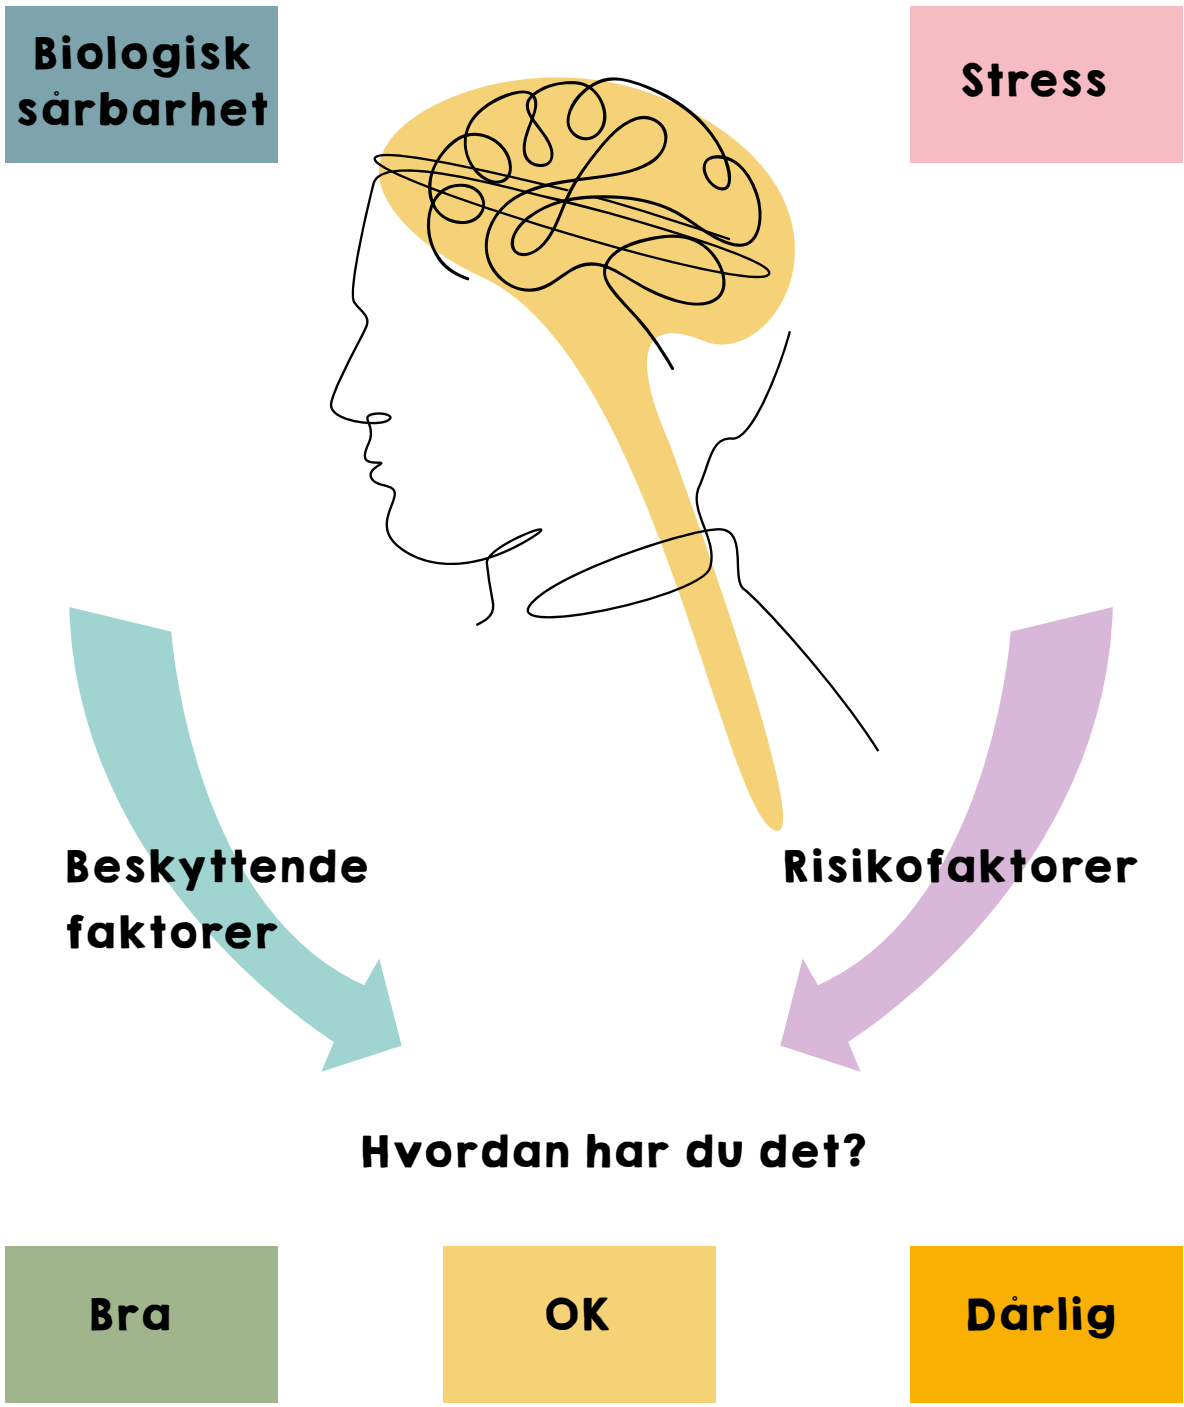 Biologisk
sårbarhet
Stress
Beskyttende
faktorer
Risikofaktorer
Hvordan har du det?
Bra
OK
Dårlig